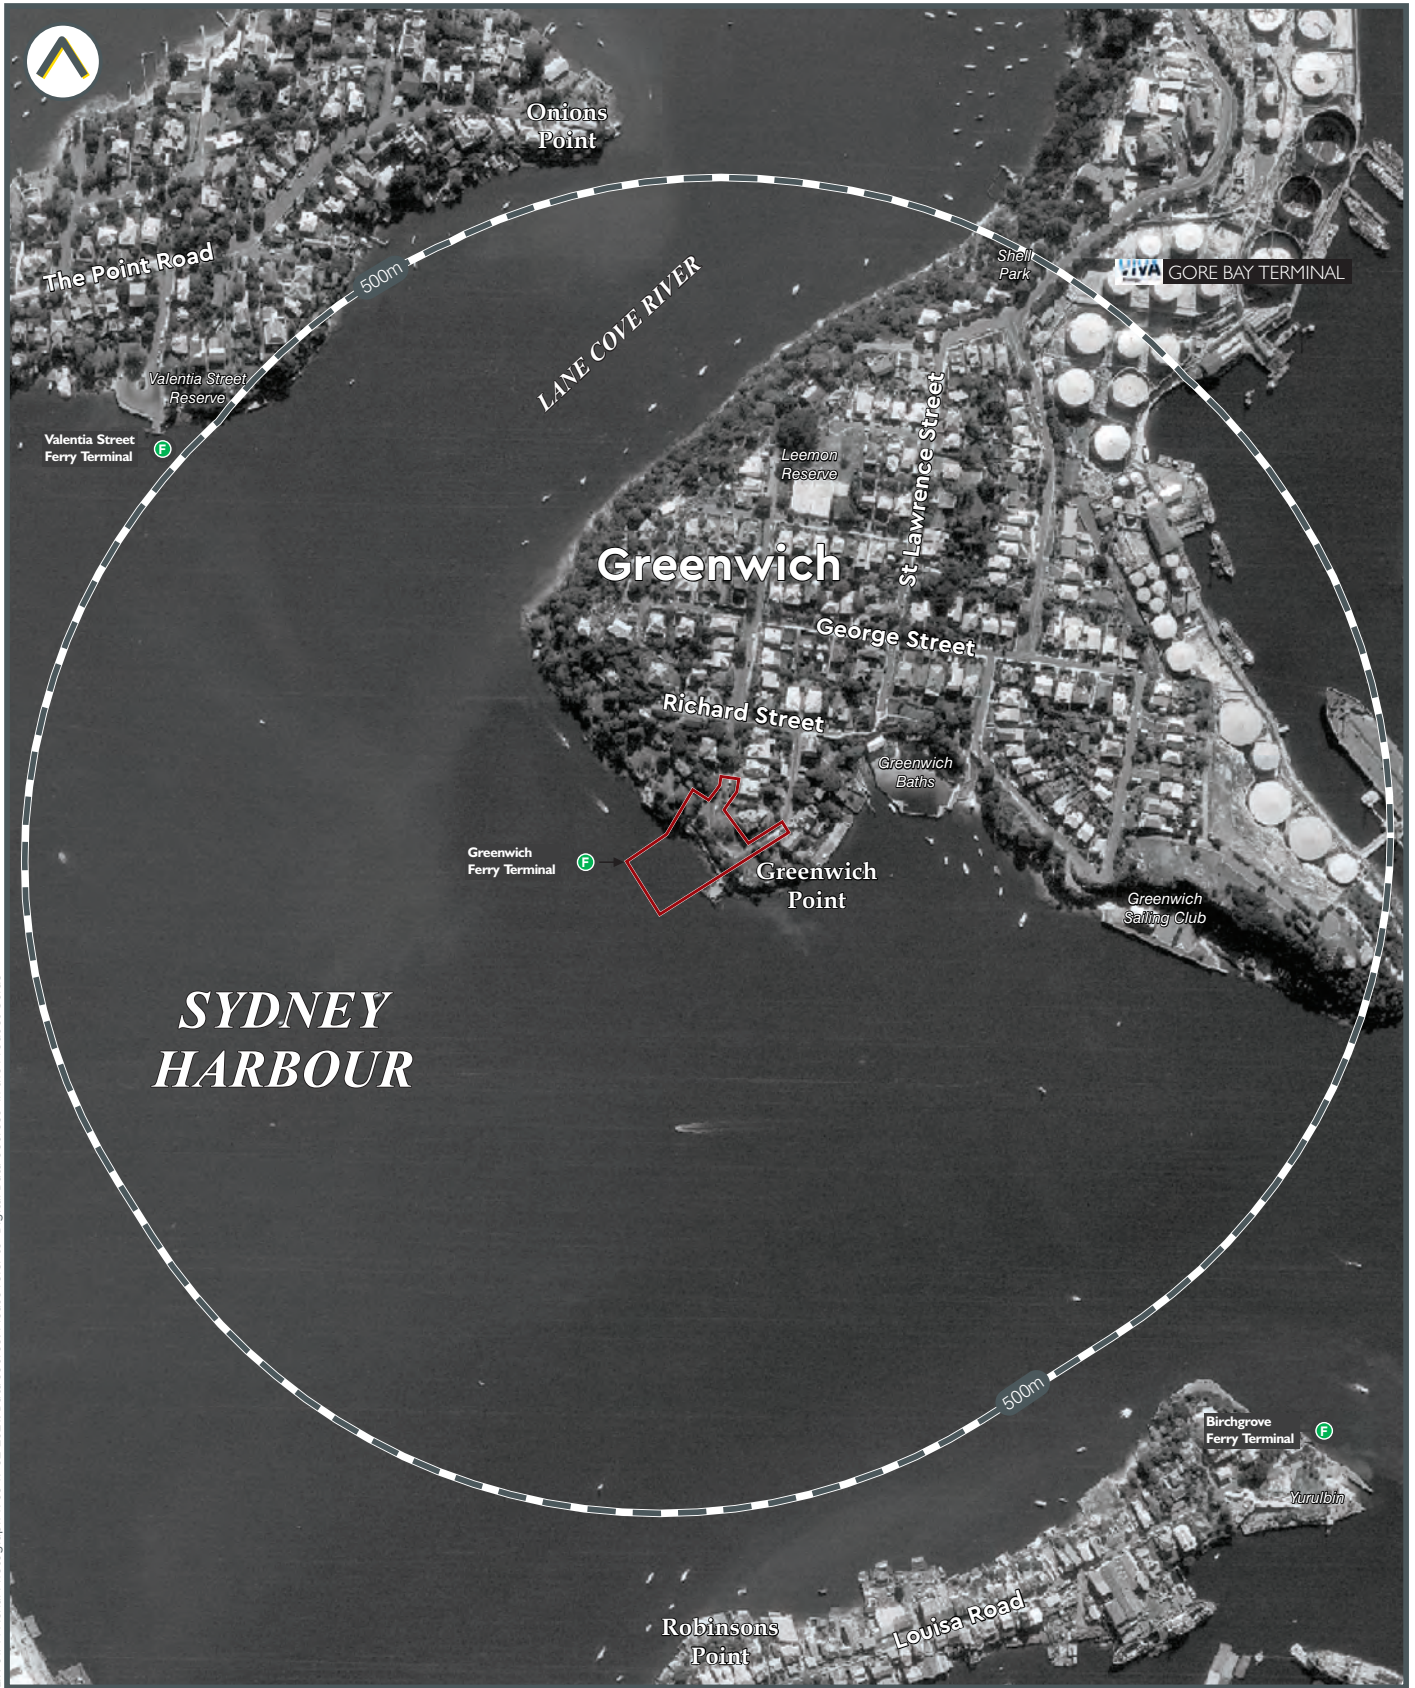 Onions
Point
The Point Road
500m
LANE COVE RIVER
Shell
Park
VIVA GORE BAY TERMINAL
Valentia Street
Reserve
Valentia Street
Ferry Terminal
F
Leemon
Reserve
St Lawrence Street
Greenwich
George Street
Richard Street
Greenwich
Baths
Greenwich
Ferry Terminal
F
Greenwich
Point
Greenwich
Sailing Club
SYDNEY
HARBOUR
500m
Birchgrove
Ferry Terminal
F
Yurulbin
Louisa Road
Robinsons
Point